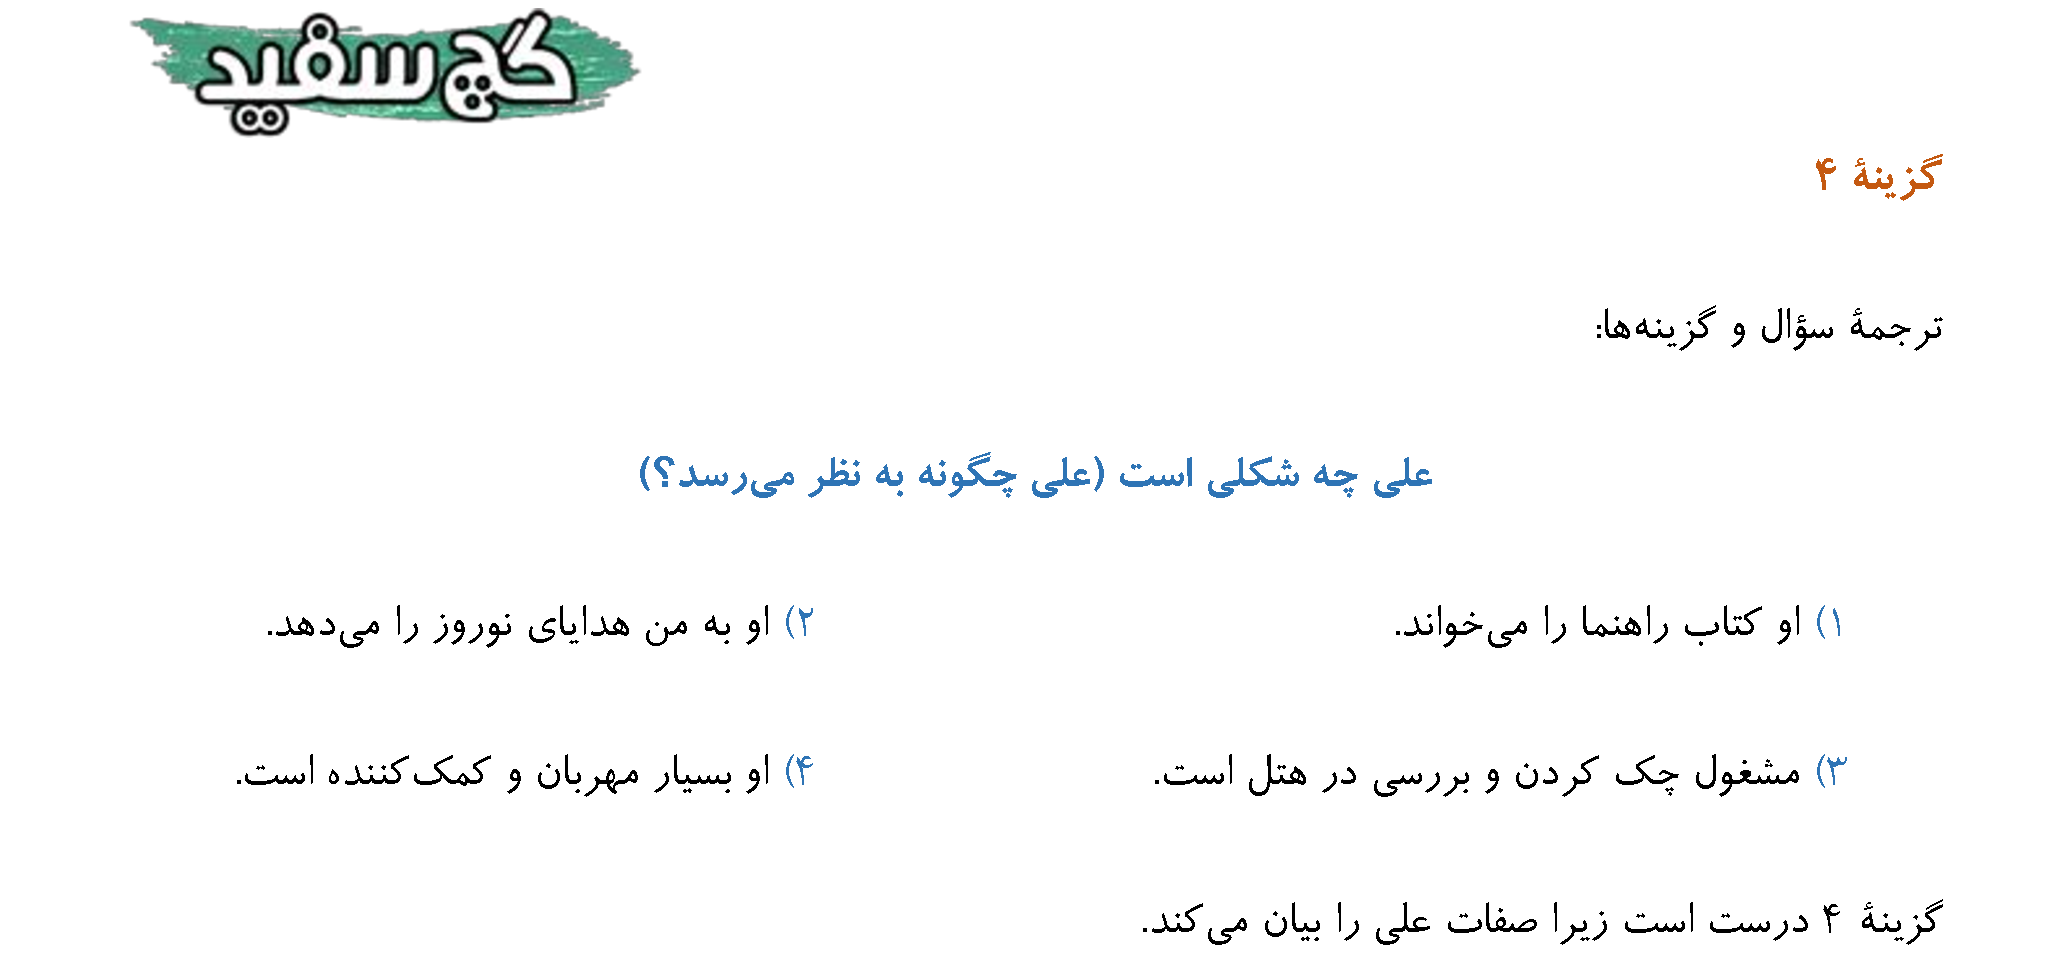 گچ سفید
گزینهٔ ۴
ترجمهٔ سؤال و گزینه‌ها:
علی چه شکلی است (علی چگونه به نظر می‌رسد؟)
۱) او کتاب راهنما را می‌خواند. ۲) او به من هدایای نوروز را می‌دهد.
۳) مشغول چک کردن و بررسی در هتل است. ۴) او بسیار مهربان و کمک‌کننده است.
گزینهٔ ۴ درست است زیرا صفات علی را بیان می‌کند.